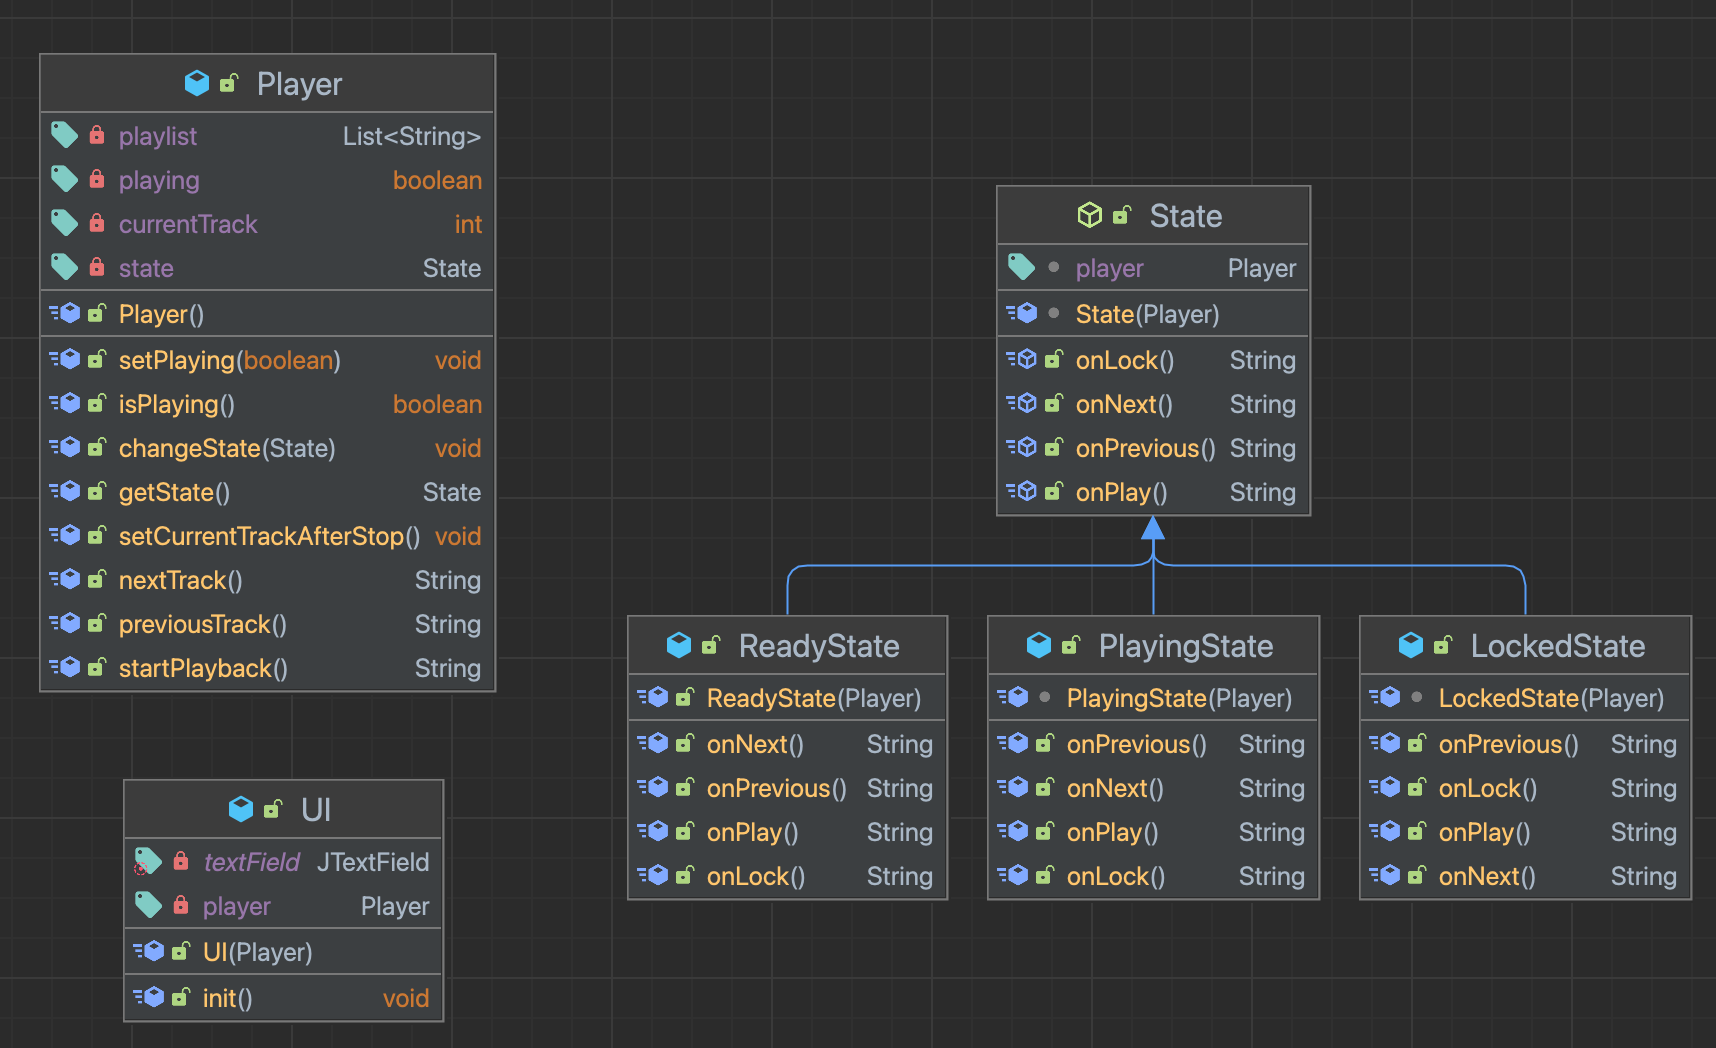 Player
playlist List<String>
playing boolean
currentTrack int
state State
Player()
setPlaying(boolean) void
isPlaying() boolean
changeState(State) void
getState() State
setCurrentTrackAfterStop() void
nextTrack() String
previousTrack() String
startPlayback() String
State
player Player
State(Player)
onLock() String
onNext() String
onPrevious() String
onPlay() String
ReadyState
ReadyState(Player)
onNext() String
onPrevious() String
onPlay() String
onLock() String
PlayingState
PlayingState(Player)
onPrevious() String
onNext() String
onPlay() String
onLock() String
LockedState
LockedState(Player)
onPrevious() String
onLock() String
onPlay() String
onNext() String
UI
textField JTextField
player Player
UI(Player)
init() void